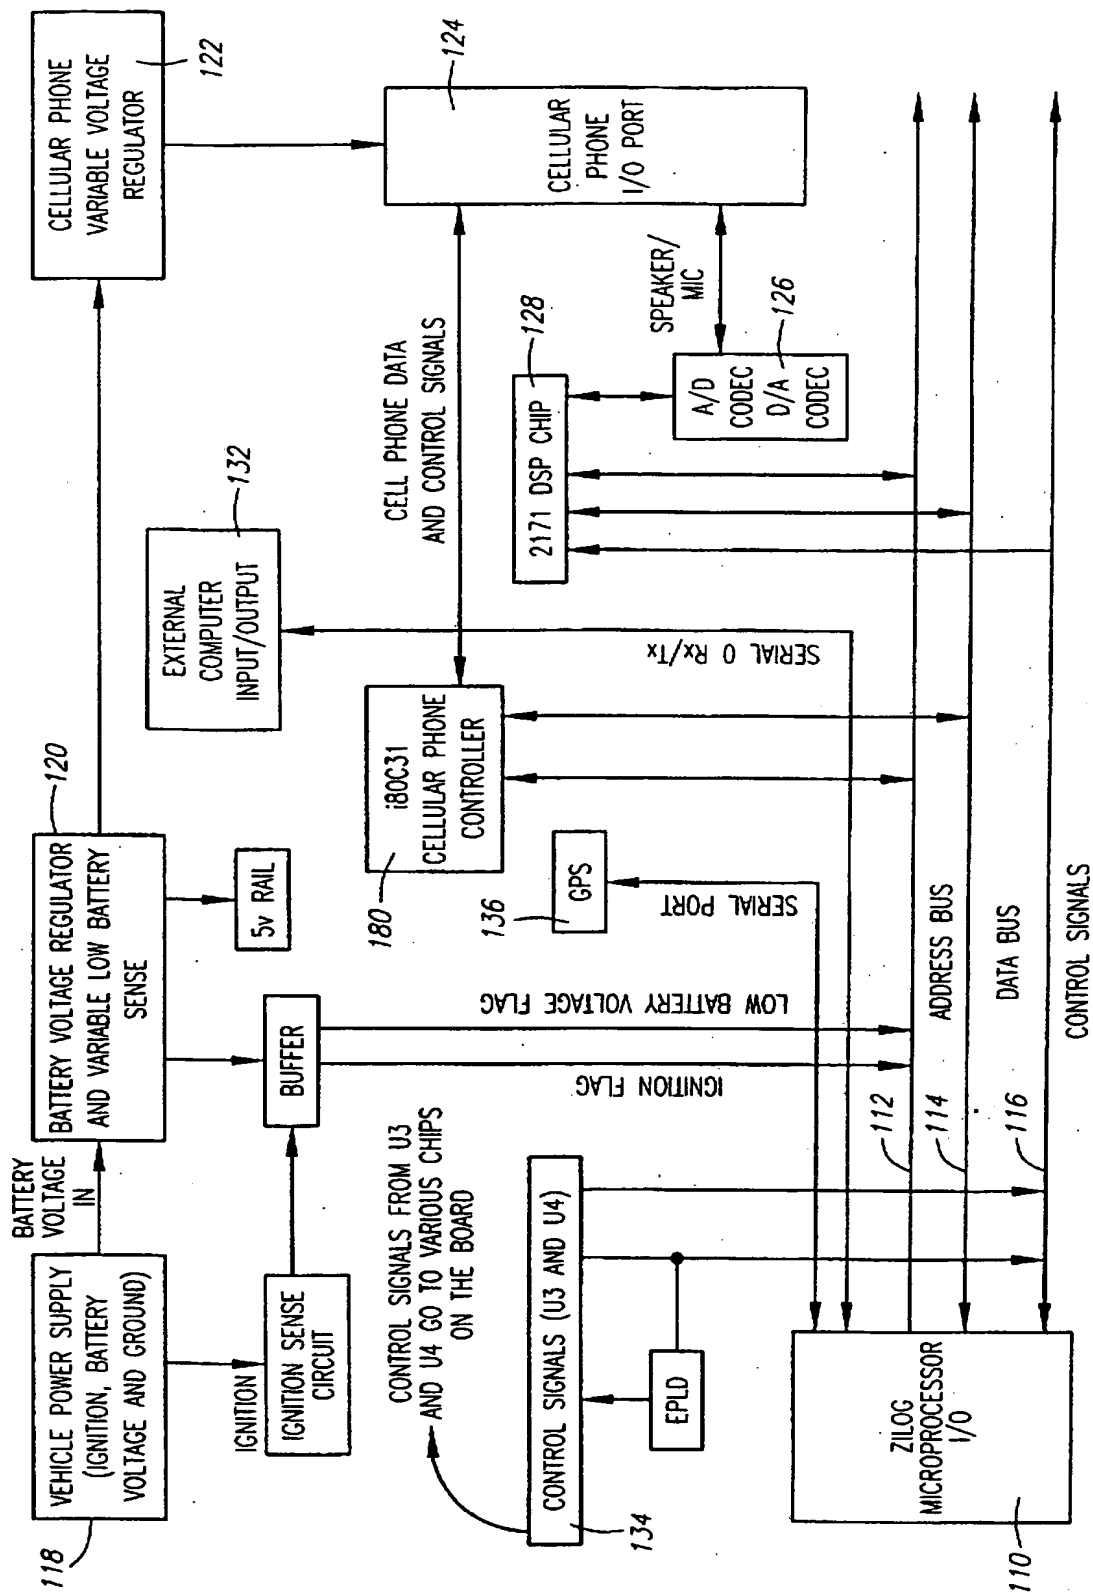 118
VEHICLE POWER SUPPLY
(IGNITION, BATTERY
VOLTAGE AND GROUND)
BATTERY
VOLTAGE
IN
120
BATTERY VOLTAGE REGULATOR
AND VARIABLE LOW BATTERY
SENSE
122
CELLULAR PHONE
VARIABLE VOLTAGE
REGULATOR
IGNITION
IGNITION SENSE
CIRCUIT
BUFFER
5v RAIL
132
EXTERNAL
COMPUTER
INPUT/OUTPUT
124
CELLULAR
PHONE
I/O PORT
CONTROL SIGNALS FROM U3
AND U4 GO TO VARIOUS CHIPS
ON THE BOARD
IGNITION FLAG
LOW BATTERY VOLTAGE FLAG
180
i80C31
CELLULAR PHONE
CONTROLLER
CELL PHONE DATA
AND CONTROL SIGNALS
134
CONTROL SIGNALS (U3 AND U4)
EPLD
136
GPS
SERIAL PORT
SERIAL 0 Rx/Tx
128
2171 DSP CHIP
SPEAKER/
MIC
126
A/D
CODEC
D/A
CODEC
110
ZILOG
MICROPROCESSOR
I/O
112
ADDRESS BUS
114
DATA BUS
116
CONTROL SIGNALS